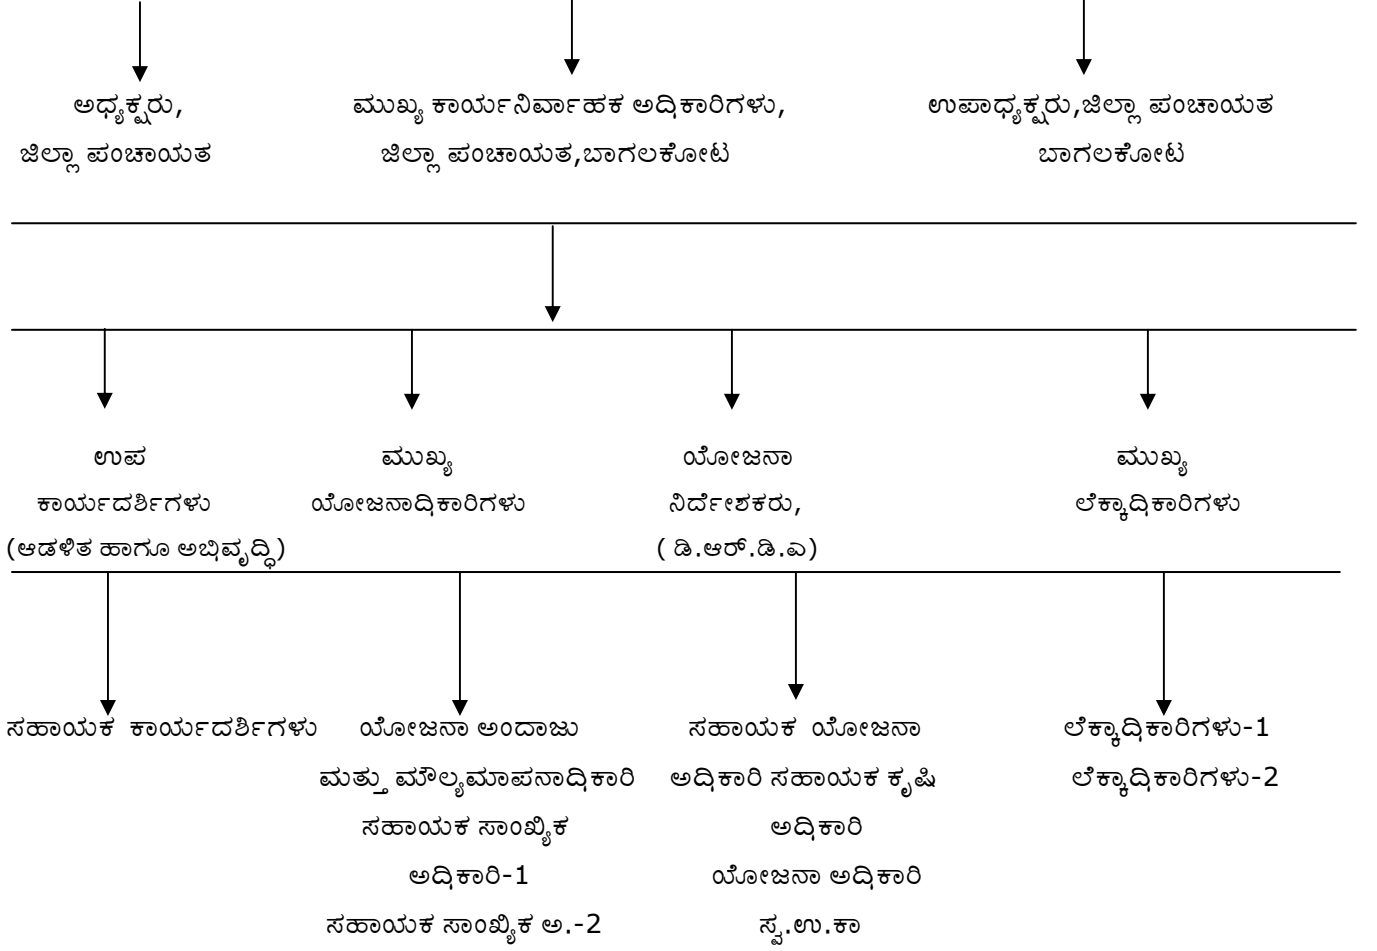 ಅಧ್ಯಕ್ಷರು,
ಜಿಲ್ಲಾ ಪಂಚಾಯತ
ಮುಖ್ಯ ಕಾರ್ಯನಿರ್ವಾಹಕ ಅಧಿಕಾರಿಗಳು,
ಜಿಲ್ಲಾ ಪಂಚಾಯತ,ಬಾಗಲಕೋಟ
ಉಪಾಧ್ಯಕ್ಷರು,ಜಿಲ್ಲಾ ಪಂಚಾಯತ
ಬಾಗಲಕೋಟ
ಉಪ
ಕಾರ್ಯದರ್ಶಿಗಳು
(ಆಡಳಿತ ಹಾಗೂ ಅಭಿವೃದ್ಧಿ)
ಮುಖ್ಯ
ಯೋಜನಾಧಿಕಾರಿಗಳು
ಯೋಜನಾ
ನಿರ್ದೇಶಕರು,
( ಡಿ.ಆರ್.ಡಿ.ಎ)
ಮುಖ್ಯ
ಲೆಕ್ಕಾಧಿಕಾರಿಗಳು
ಸಹಾಯಕ ಕಾರ್ಯದರ್ಶಿಗಳು
ಯೋಜನಾ ಅಂದಾಜು
ಮತ್ತು ಮೌಲ್ಯಮಾಪನಾಧಿಕಾರಿ
ಸಹಾಯಕ ಸಾಂಖ್ಯಿಕ
ಅಧಿಕಾರಿ-1
ಸಹಾಯಕ ಸಾಂಖ್ಯಿಕ ಅ.-2
ಸಹಾಯಕ ಯೋಜನಾ
ಅಧಿಕಾರಿ ಸಹಾಯಕ ಕೃಷಿ
ಅಧಿಕಾರಿ
ಯೋಜನಾ ಅಧಿಕಾರಿ
ಸ್ವ.ಉ.ಕಾ
ಲೆಕ್ಕಾಧಿಕಾರಿಗಳು-1
ಲೆಕ್ಕಾಧಿಕಾರಿಗಳು-2